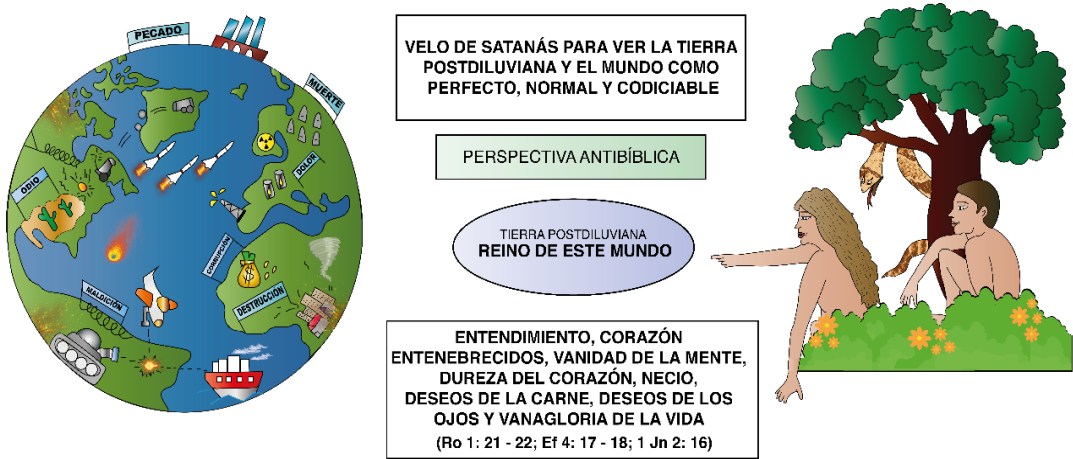 PECADO
MUERTE
DOLOR
ODIO
CORRUPCIÓN
MALDICIÓN
DESTRUCCION
$
VELO DE SATANÁS PARA VER LA TIERRA
POSTDILUVIANA Y EL MUNDO COMO
PERFECTO, NORMAL Y CODICIABLE
PERSPECTIVA ANTIBÍBLICA
TIERRA POSTDILUVIANA
REINO DE ESTE MUNDO
ENTENDIMIENTO, CORAZÓN
ENTENEBRECIDOS, VANIDAD DE LA MENTE,
DUREZA DEL CORAZÓN, NECIO,
DESEOS DE LA CARNE, DESEOS DE LOS
OJOS Y VANAGLORIA DE LA VIDA
(Ro 1: 21 - 22; Ef 4: 17 - 18; 1 Jn 2: 16)